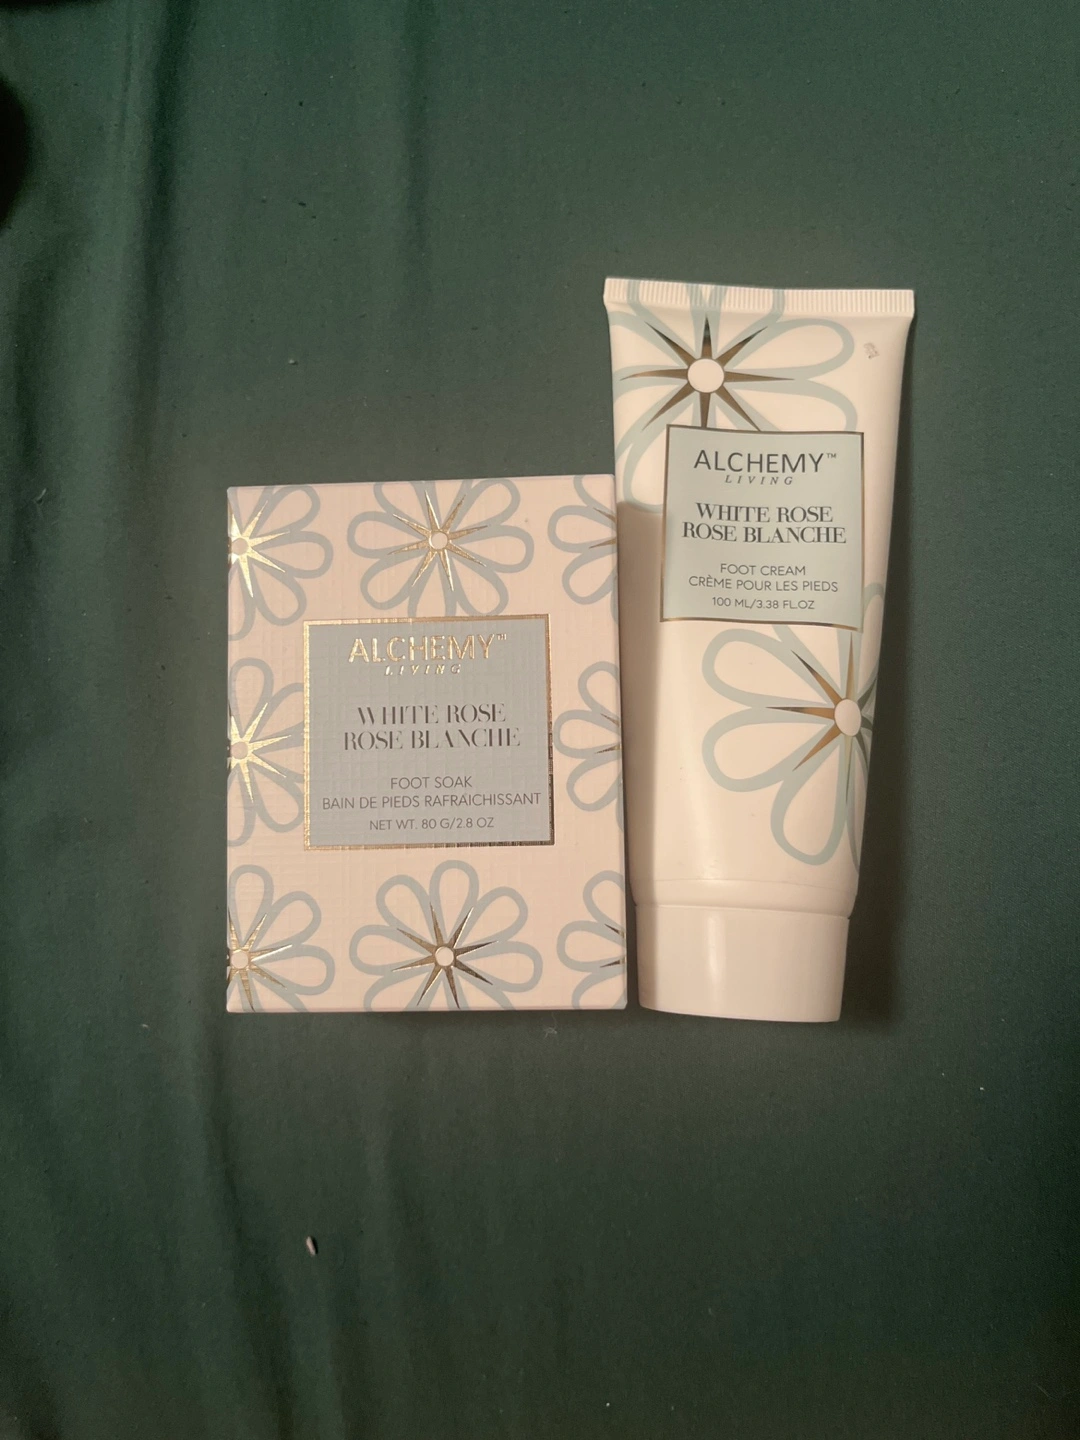 ALCHEMY™
LIVING
WHITE ROSE
ROSE BLANCHE
FOOT SOAK
BAIN DE PIEDS RAFRAICHISSANT
NET WT. 80 G/2.8 OZ
ALCHEMY™
LIVING
WHITE ROSE
ROSE BLANCHE
FOOT CREAM
CRÈME POUR LES PIEDS
100 ML/3.38 FL.OZ